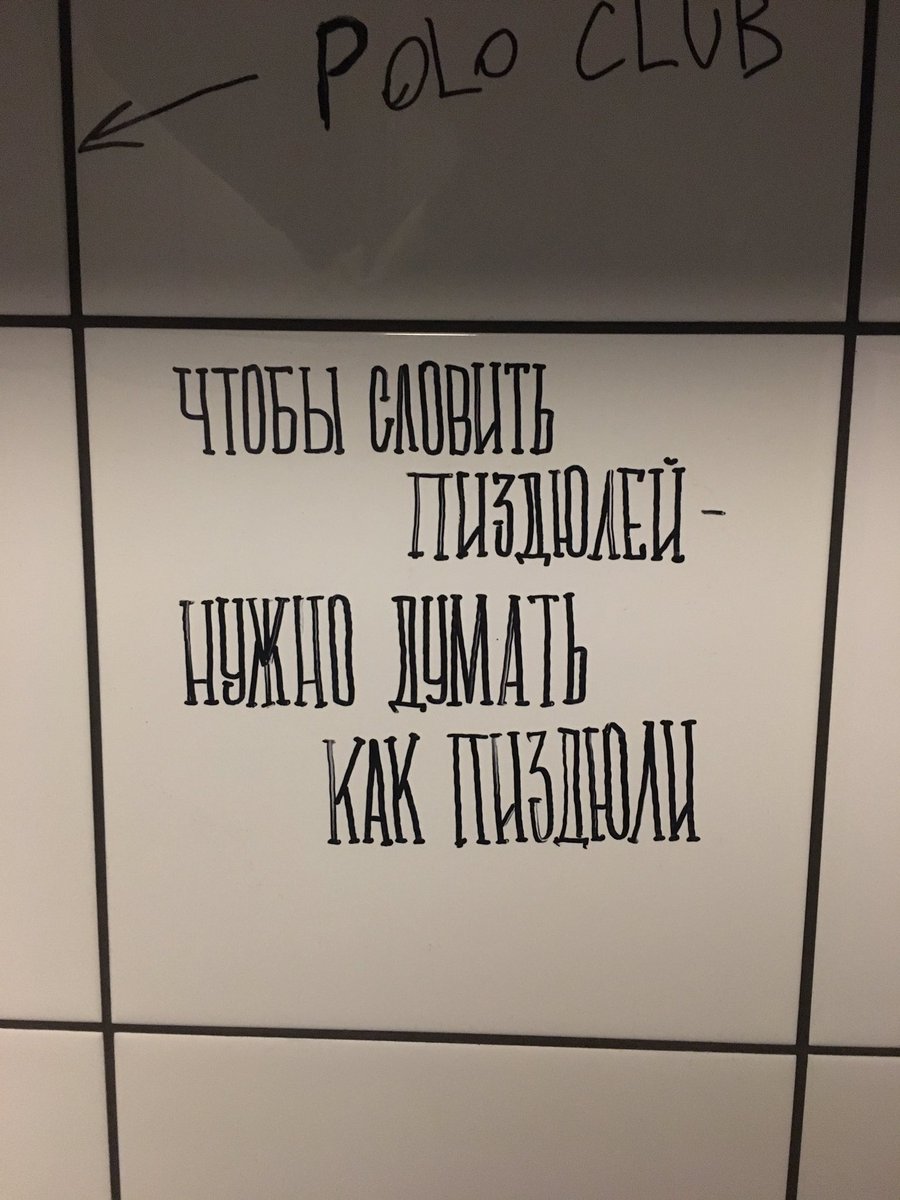 POLO CLUB
ЧТОБЫ СЛОВИТЬ
ПИЗДЮЛЕЙ -
НУЖНО ДУМАТЬ
КАК ПИЗДЮЛИ